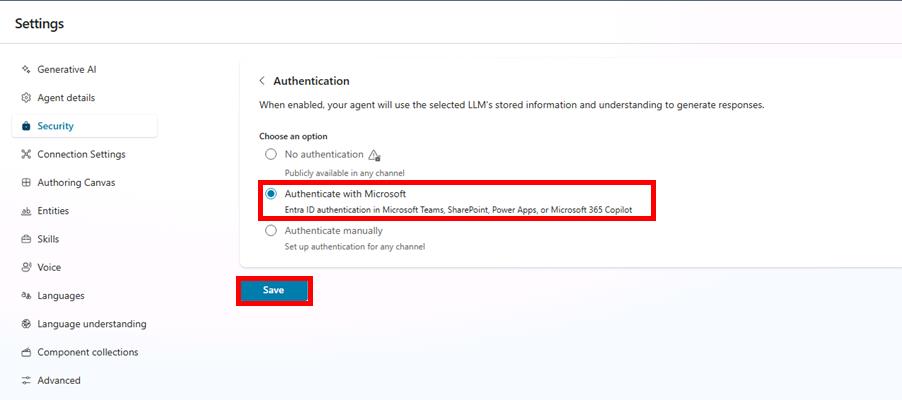 Settings
Generative AI
Agent details
Security
Connection Settings
Authoring Canvas
Entities
Skills
Voice
Languages
Language understanding
Component collections
Advanced
Authentication
When enabled, your agent will use the selected LLM's stored information and understanding to generate responses.
Choose an option
No authentication
Publicly available in any channel
Authenticate with Microsoft
Entra ID authentication in Microsoft Teams, SharePoint, Power Apps, or Microsoft 365 Copilot
Authenticate manually
Set up authentication for any channel
Save